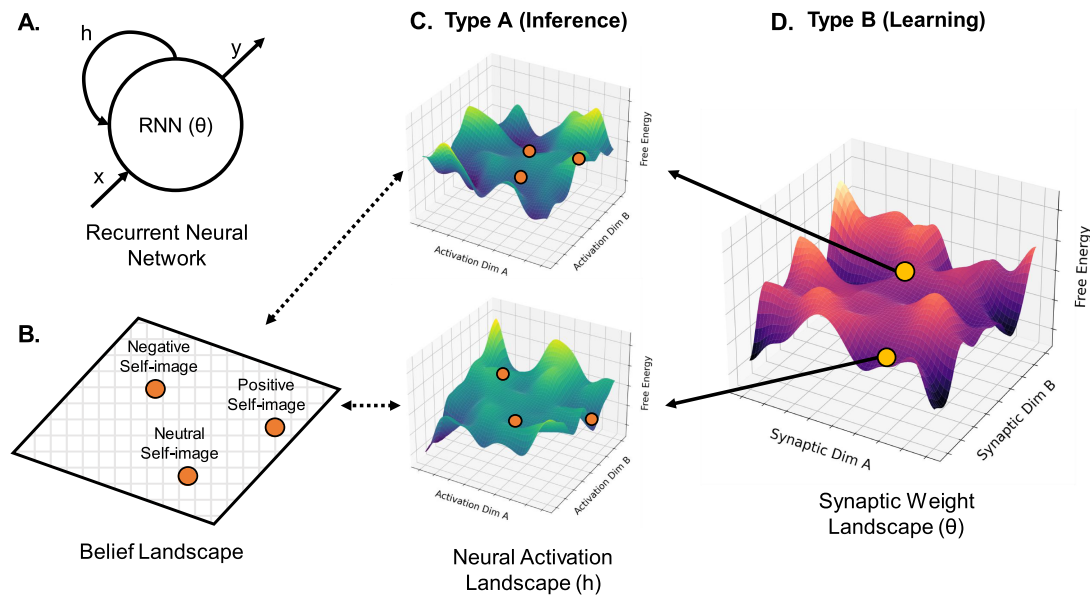 A.
h
y
RNN (θ)
x
Recurrent Neural
Network
B.
Negative
Self-image
Positive
Self-image
Neutral
Self-image
Belief Landscape
C. Type A (Inference)
Free Energy
Activation Dim A
Activation Dim B
Free Energy
Activation Dim A
Activation Dim B
Neural Activation
Landscape (h)
D. Type B (Learning)
Free Energy
Synaptic Dim A
Synaptic Dim B
Synaptic Weight
Landscape (θ)